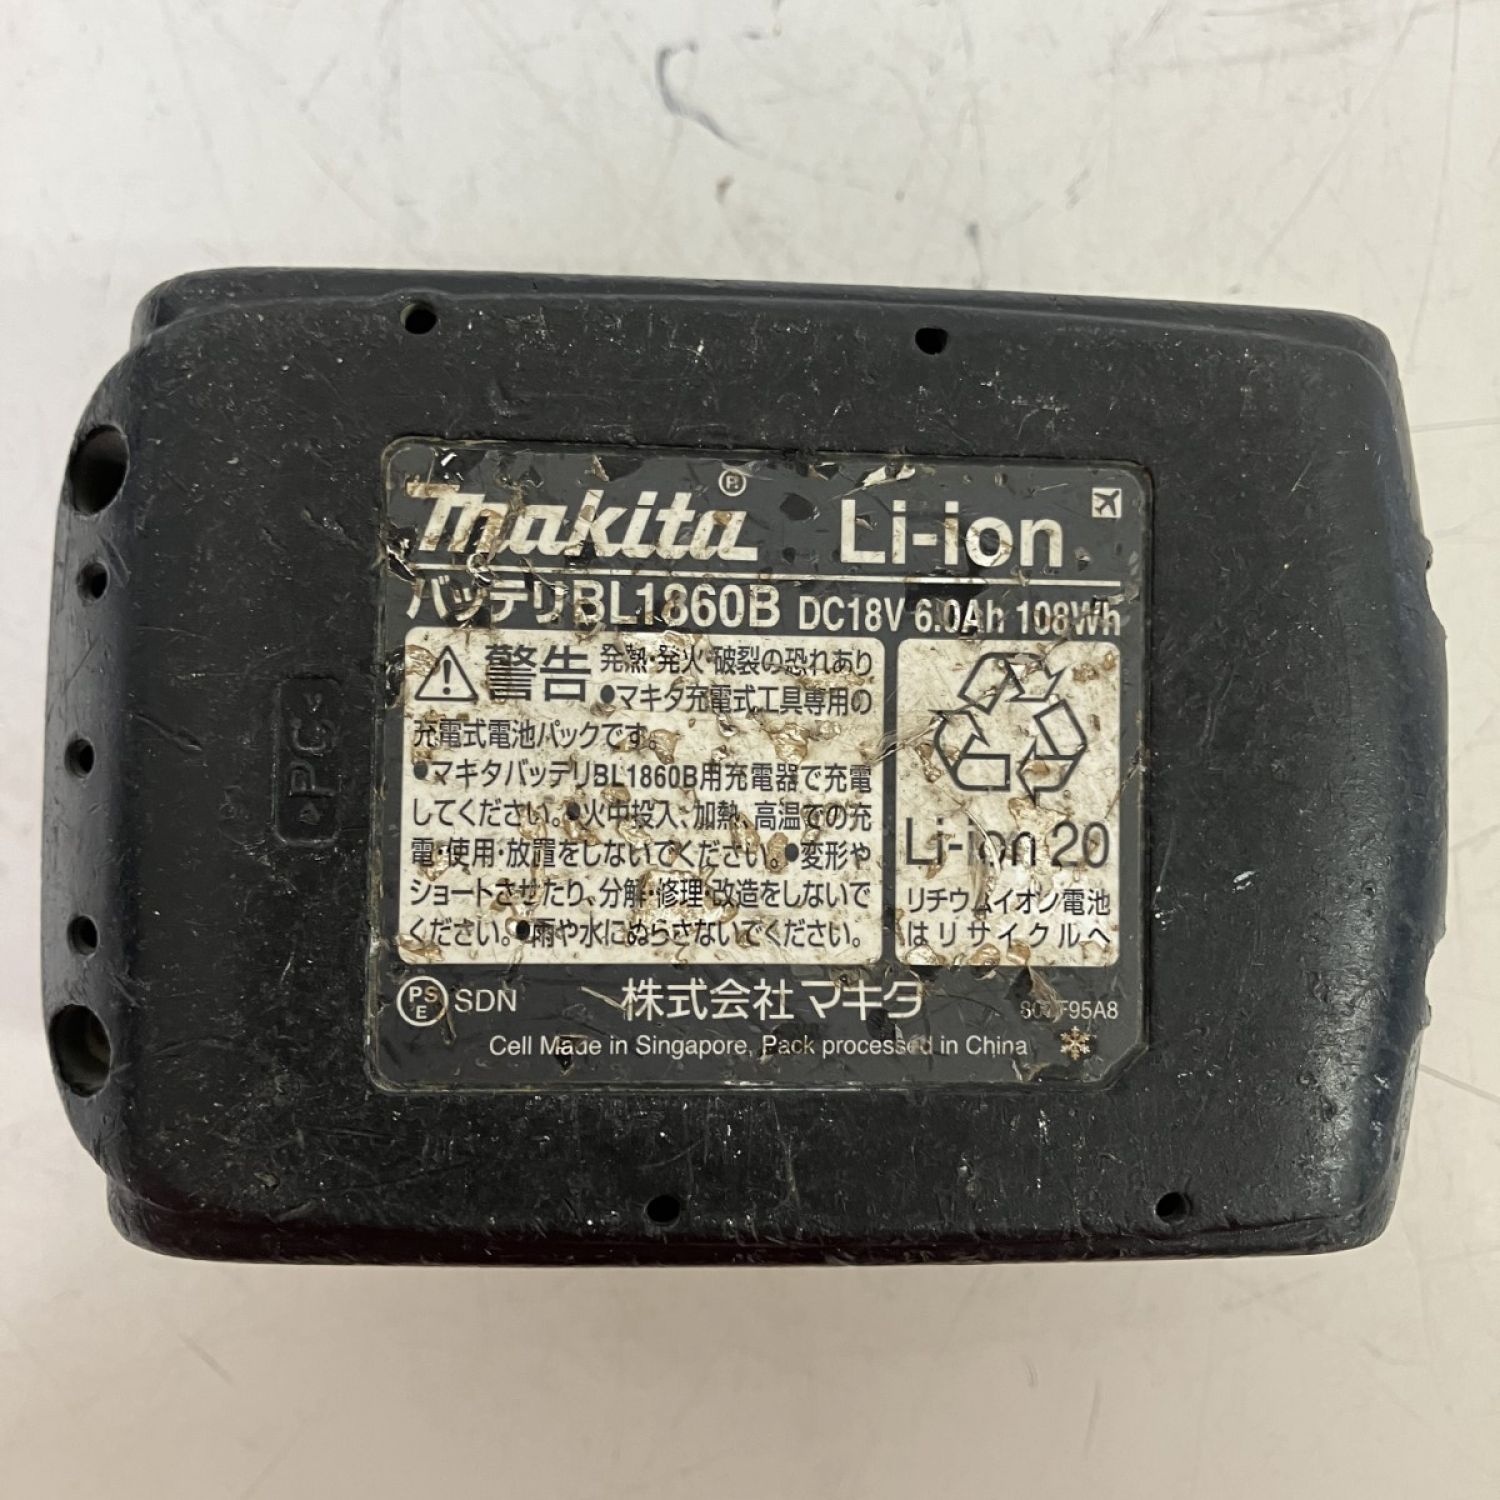 makita Li-ion
バッテリBL1860B DC18V 6.0Ah 108Wh
警告 発熱・発火・破裂の恐れあり
●マキタ充電式工具専用の
充電式電池パックです。
●マキタバッテリBL1860B用充電器で充電
してください。●火中投入、加熱、高温での充
電・使用・放置をしないでください。●変形や
ショートさせたり、分解・修理・改造をしないで
ください。●雨や水にぬらさないでください。
Li-ion 20
リチウムイオン電池
はリサイクルへ
PSE SDN 株式会社マキタ
Cell Made in Singapore, Pack processed in China
PC